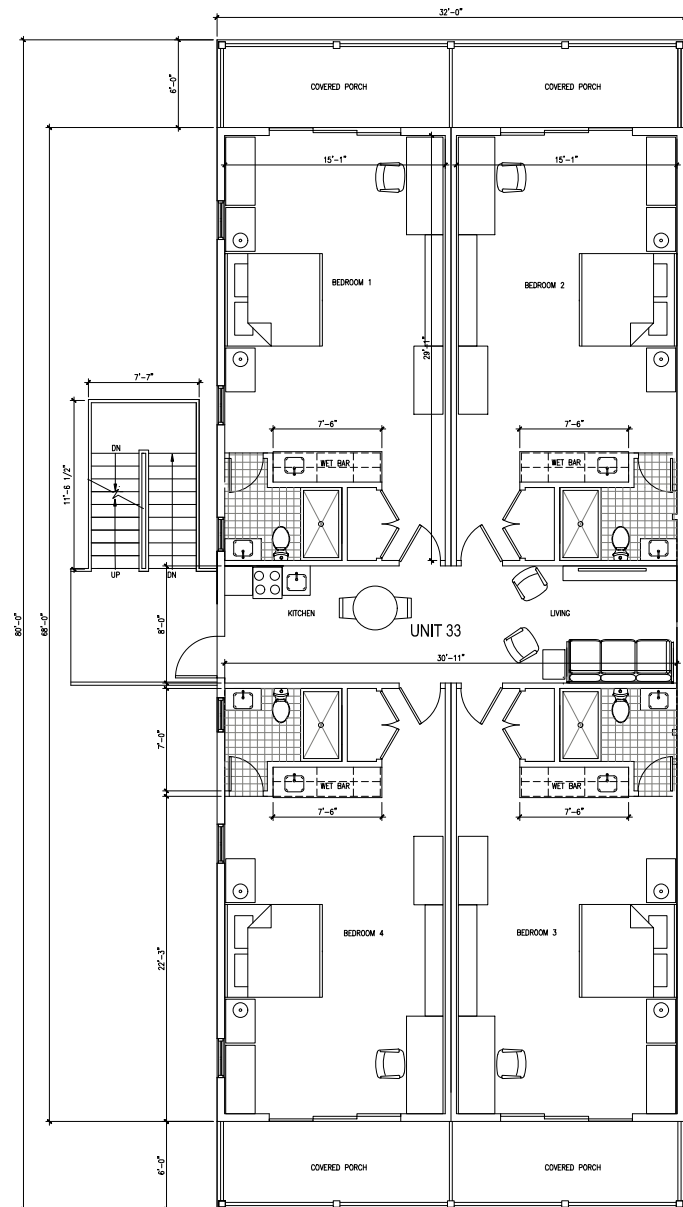 32'-0"
6'-0"
COVERED PORCH
COVERED PORCH
15'-1"
15'-1"
BEDROOM 1
BEDROOM 2
29'-11"
7'-7"
7'-6"
7'-6"
DN
WET BAR
WET BAR
11'-6 1/2"
UP
DN
KITCHEN
LIVING
UNIT 33
80'-0"
68'-0"
8'-0"
30'-11"
7'-0"
WET BAR
WET BAR
7'-6"
7'-6"
BEDROOM 4
BEDROOM 3
22'-3"
6'-0"
COVERED PORCH
COVERED PORCH